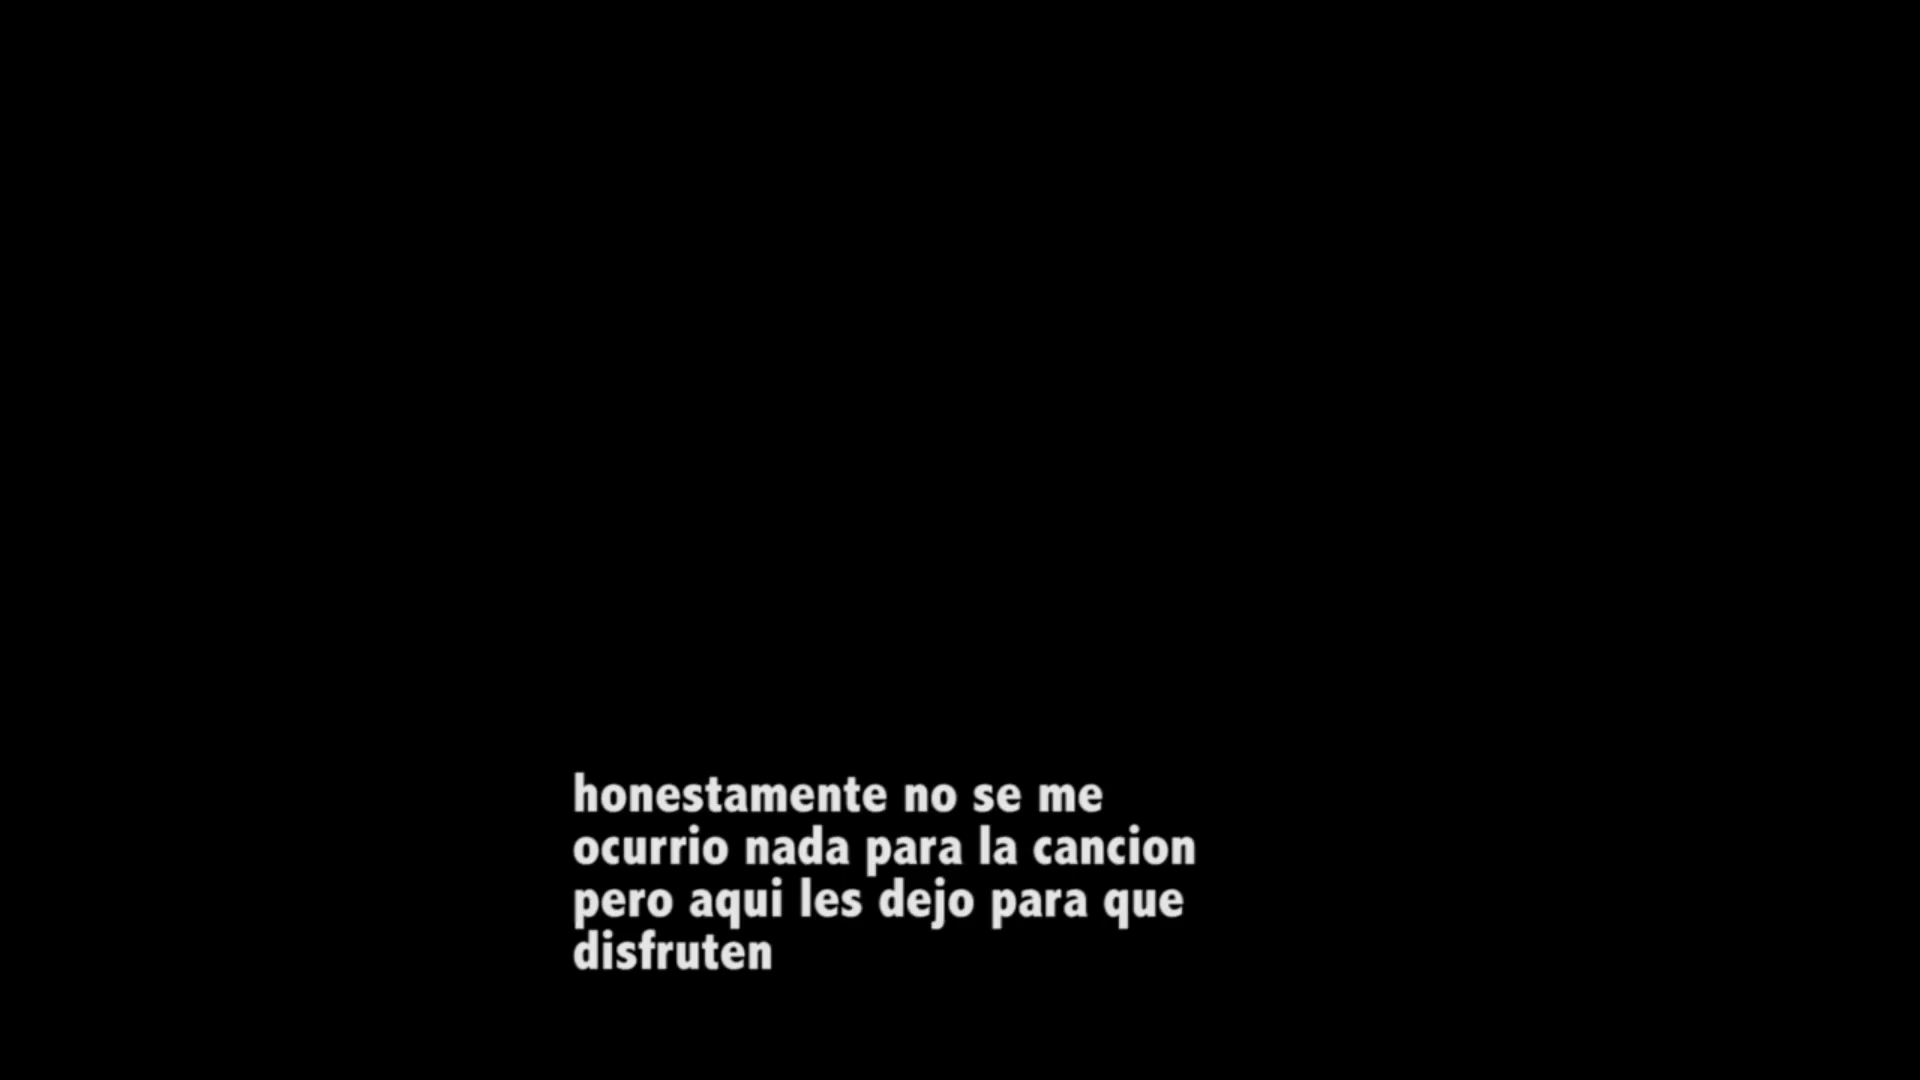 honestamente no se me
ocurrio nada para la cancion
pero aqui les dejo para que
disfruten